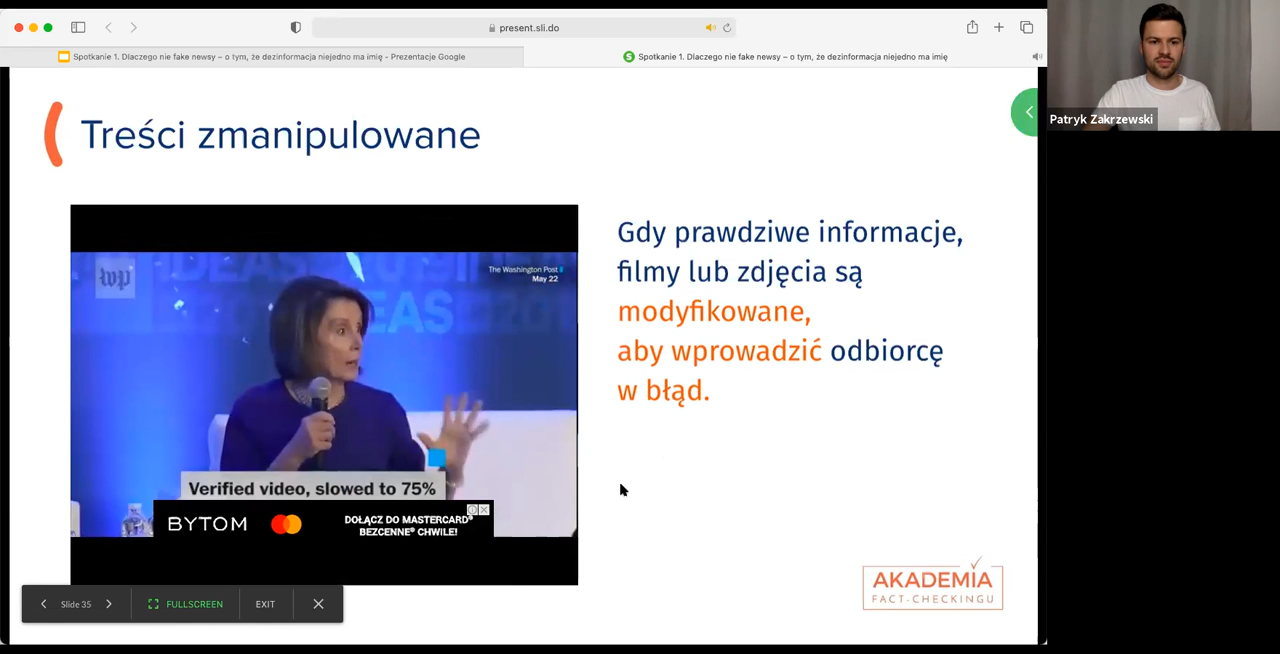 present.sli.do
Spotkanie 1. Dlaczego nie fake newsy – o tym, że dezinformacja niejedno ma imię - Prezentacje Google
Spotkanie 1. Dlaczego nie fake newsy – o tym, że dezinformacja niejedno ma imię
Patryk Zakrzewski
Treści zmanipulowane
wp
The Washington Post
May 22
IDEAS
EAS
Verified video, slowed to 75%
BYTOM
DOŁĄCZ DO MASTERCARD®
BEZCENNE® CHWILE!
Gdy prawdziwe informacje,
filmy lub zdjęcia są
modyfikowane,
aby wprowadzić odbiorcę
w błąd.
AKADEMIA
FACT-CHECKINGU
Slide 35
FULLSCREEN
EXIT